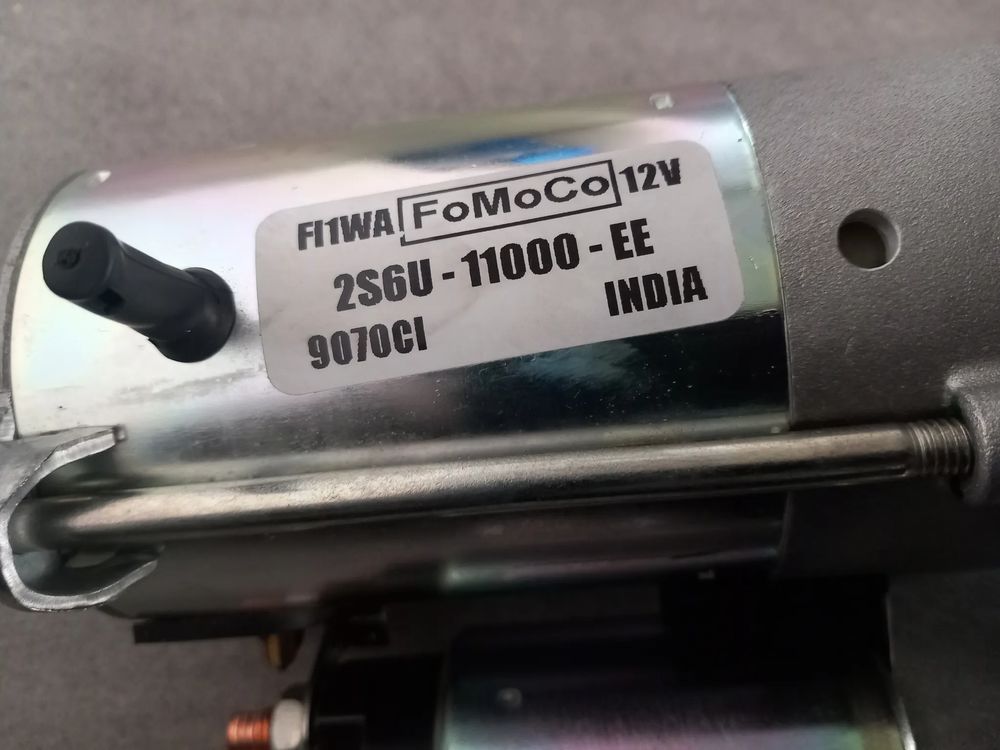 FI1WA FoMoCo 12V
2S6U - 11000 - EE
9070CI INDIA